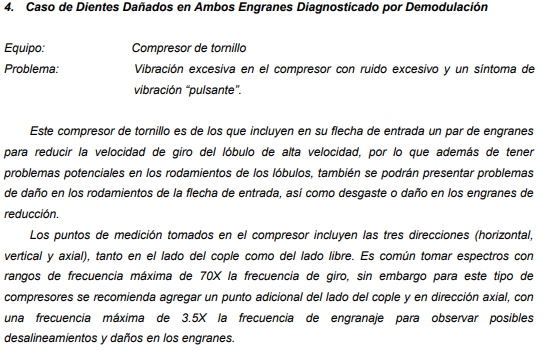 4. Caso de Dientes Dañados en Ambos Engranes Diagnosticado por Demodulación
Equipo: Compresor de tornillo
Problema: Vibración excesiva en el compresor con ruido excesivo y un síntoma de
vibración “pulsante”.
Este compresor de tornillo es de los que incluyen en su flecha de entrada un par de engranes
para reducir la velocidad de giro del lóbulo de alta velocidad, por lo que además de tener
problemas potenciales en los rodamientos de los lóbulos, también se podrán presentar problemas
de daño en los rodamientos de la flecha de entrada, así como desgaste o daño en los engranes de
reducción.
Los puntos de medición tomados en el compresor incluyen las tres direcciones (horizontal,
vertical y axial), tanto en el lado del cople como del lado libre. Es común tomar espectros con
rangos de frecuencia máxima de 70X la frecuencia de giro, sin embargo para este tipo de
compresores se recomienda agregar un punto adicional del lado del cople y en dirección axial, con
una frecuencia máxima de 3.5X la frecuencia de engranaje para observar posibles
desalineamientos y daños en los engranes.